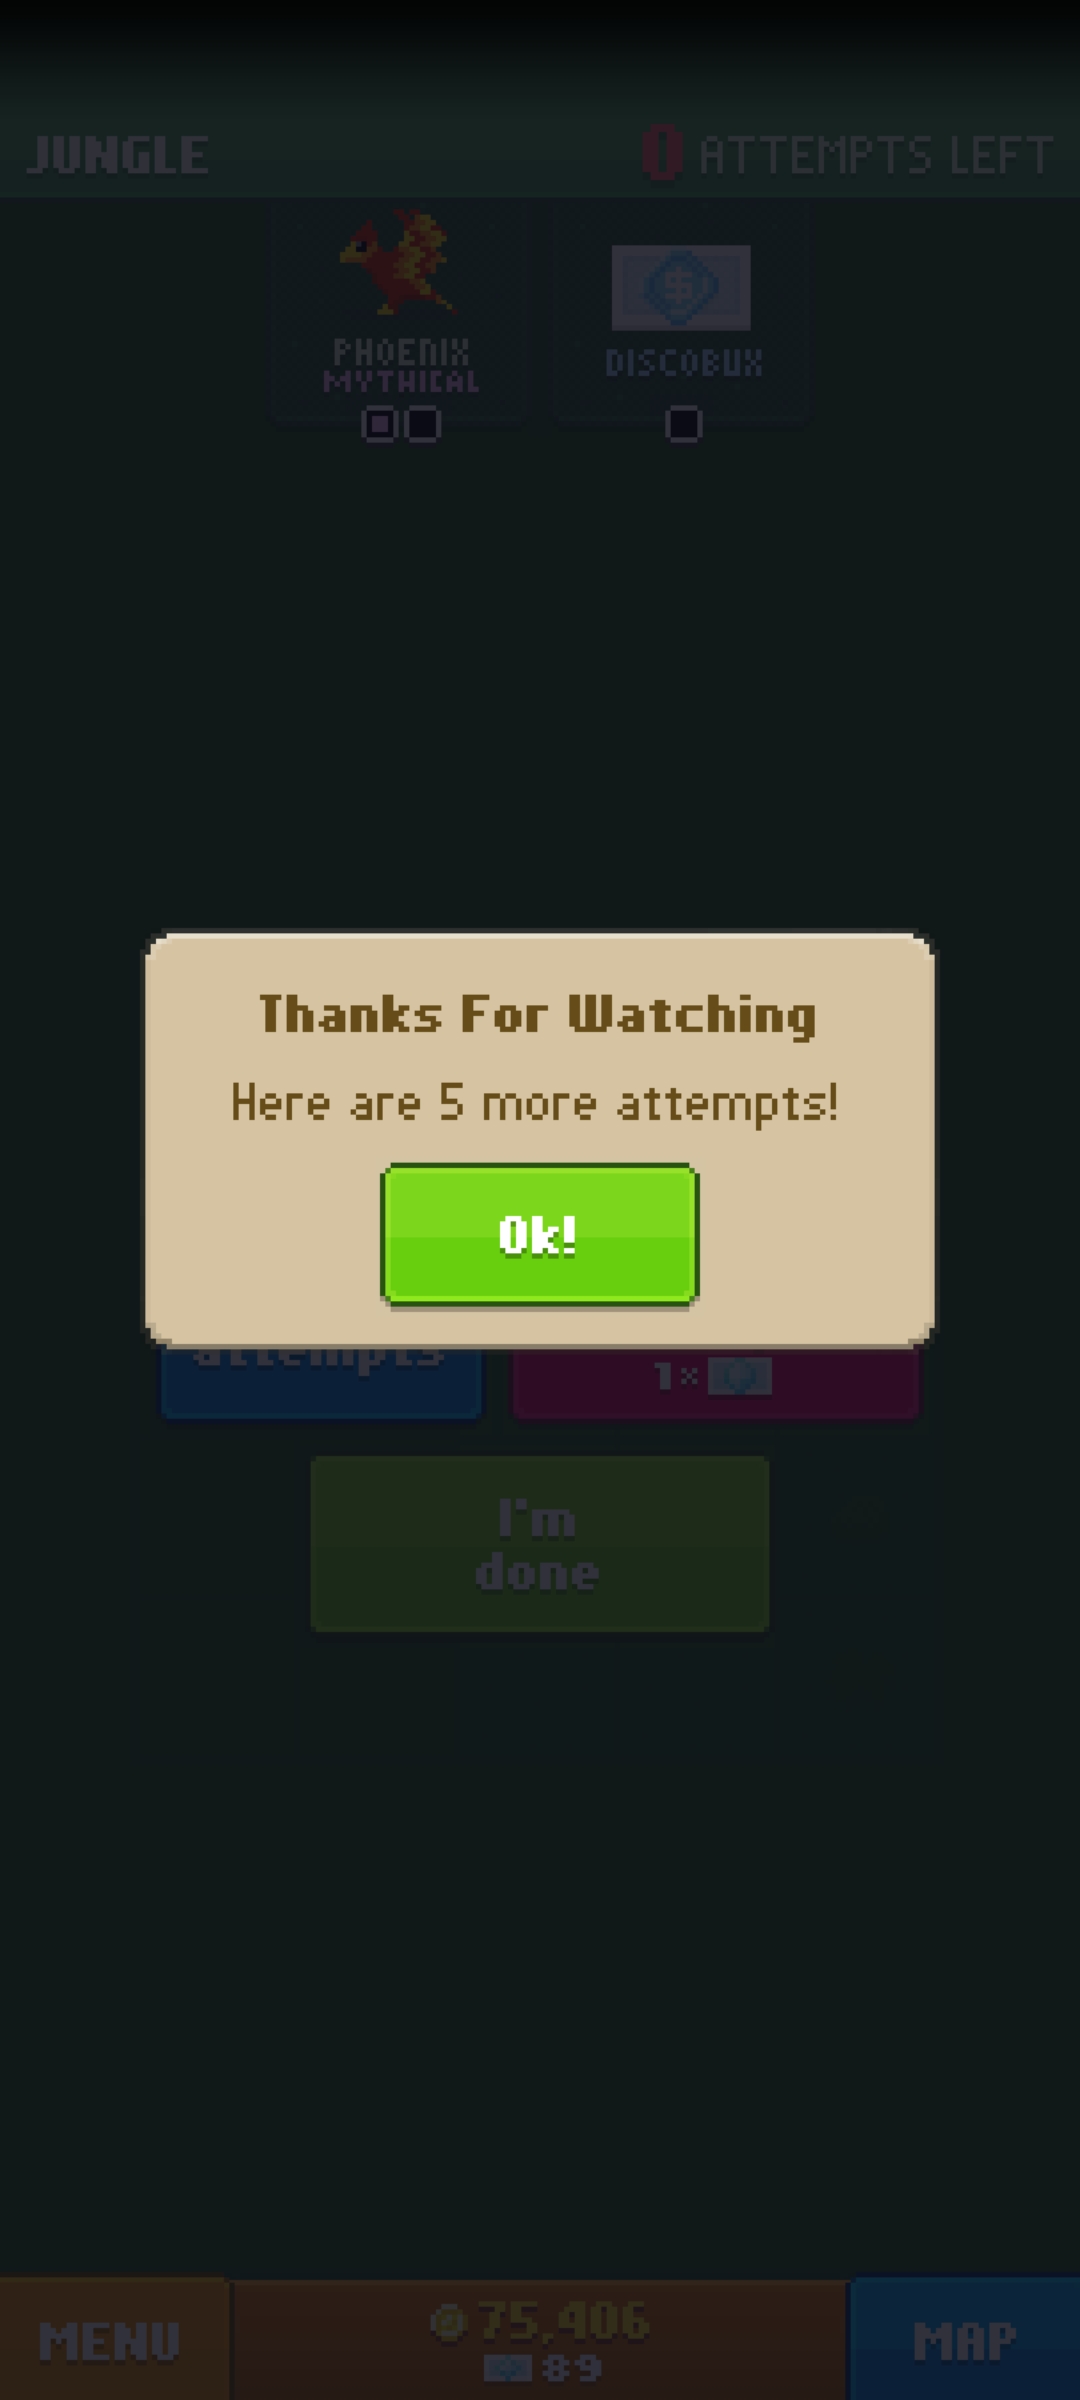 JUNGLE
0 ATTEMPTS LEFT
PHOENIX
MYTHICAL
DISCOBUX
Thanks For Watching
Here are 5 more attempts!
Ok!
attempts
1×
I'm
done
MENU
75,406
89
MAP